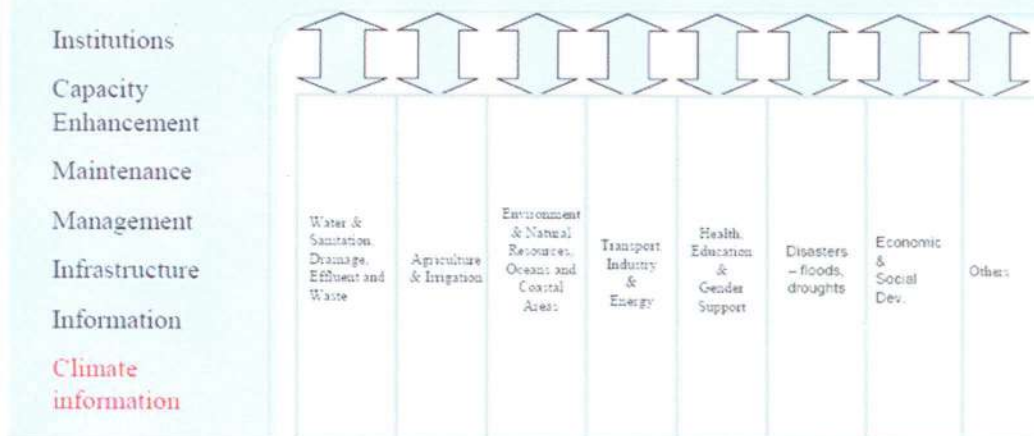 Institutions
Capacity
Enhancement
Maintenance
Management
Infrastructure
Information
Climate
information
Water &
Sanitation,
Drainage,
Effluent and
Waste
Agriculture
& Irrigation
Environment
& Natural
Resources,
Oceans and
Coastal
Areas
Transport
Industry
&
Energy
Health,
Education
&
Gender
Support
Disasters
– floods,
droughts
Economic
&
Social
Dev.
Others